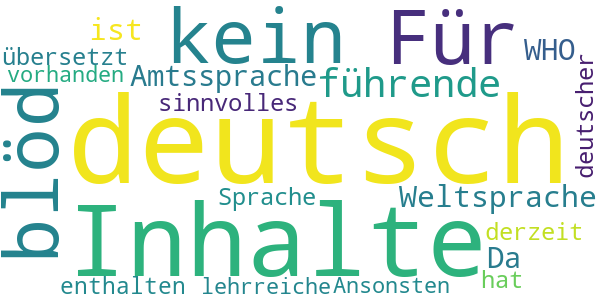 ist
kein
Für
WHO
übersetzt
vorhanden
Amtssprache
führende
sinnvolles
deutscher
blöd
deutsch
Sprache
Weltsprache
Inhalte
derzeit
Da
hat
enthalten
lehrreiche
Ansonsten